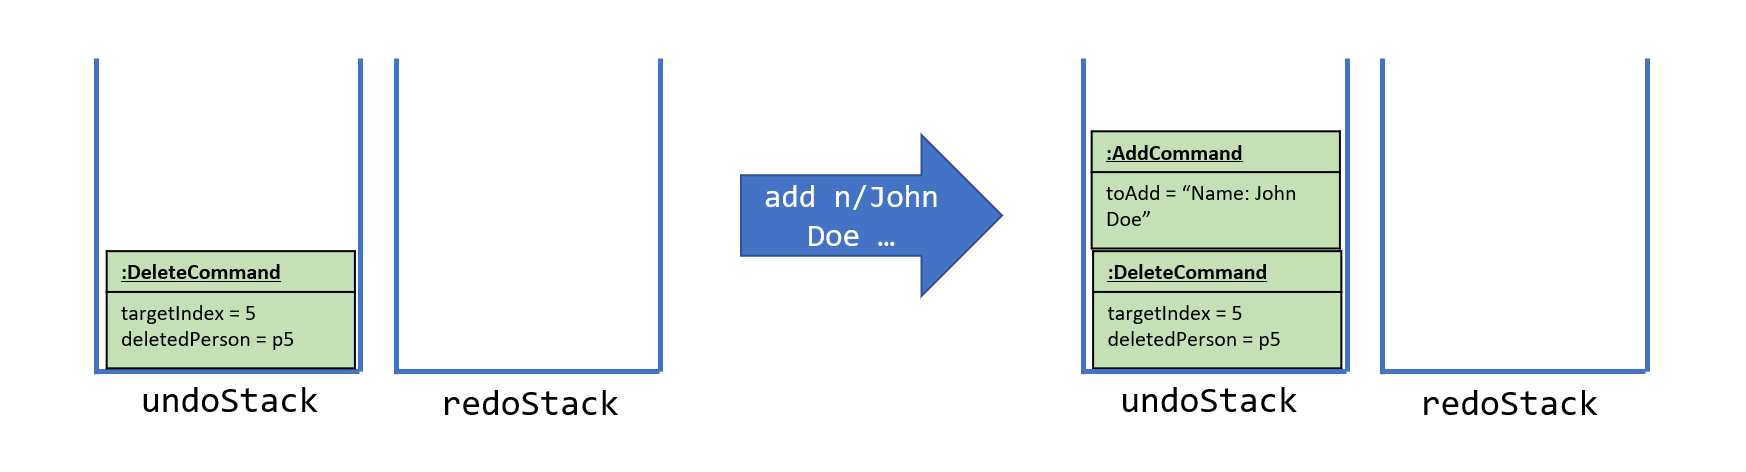 :DeleteCommand
targetIndex = 5
deletedPerson = p5
undoStack
redoStack
add n/John
Doe …
:AddCommand
toAdd = “Name: John
Doe”
:DeleteCommand
targetIndex = 5
deletedPerson = p5
undoStack
redoStack